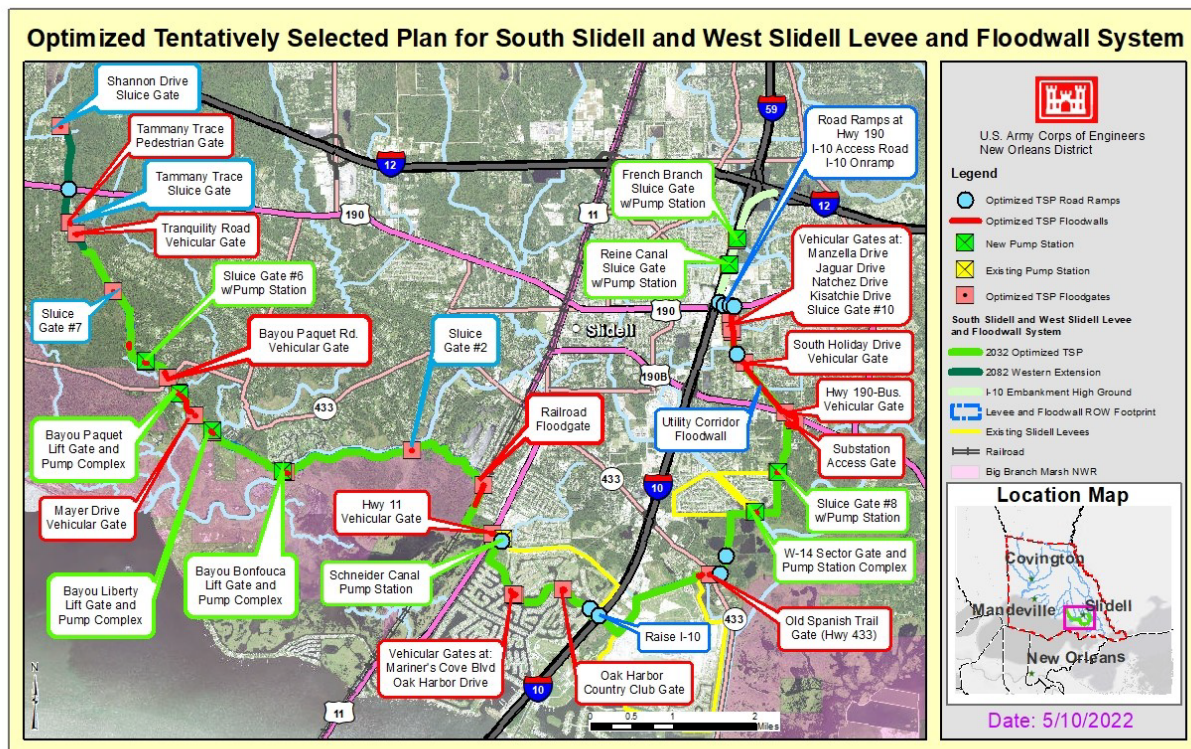 Optimized Tentatively Selected Plan for South Slidell and West Slidell Levee and Floodwall System
Shannon Drive
Sluice Gate
Tammany Trace
Pedestrian Gate
Tammany Trace
Sluice Gate
Tranquility Road
Vehicular Gate
Sluice Gate #6
w/Pump Station
Sluice
Gate #7
Bayou Paquet Rd.
Vehicular Gate
Sluice
Gate #2
Bayou Paquet
Lift Gate and
Pump Complex
Mayer Drive
Vehicular Gate
Bayou Liberty
Lift Gate and
Pump Complex
Bayou Bonfouca
Lift Gate and
Pump Complex
Railroad
Floodgate
Hwy 11
Vehicular Gate
Schneider Canal
Pump Station
Vehicular Gates at:
Mariner's Cove Blvd
Oak Harbor Drive
Oak Harbor
Country Club Gate
Raise I-10
French Branch
Sluice Gate
w/Pump Station
Reine Canal
Sluice Gate
w/Pump Station
Road Ramps at
Hwy 190
I-10 Access Road
I-10 Onramp
Vehicular Gates at:
Manzella Drive
Jaguar Drive
Natchez Drive
Kisatchie Drive
Sluice Gate #10
South Holiday Drive
Vehicular Gate
Hwy 190-Bus.
Vehicular Gate
Utility Corridor
Floodwall
Substation
Access Gate
Sluice Gate #8
w/Pump Station
W-14 Sector Gate and
Pump Station Complex
Old Spanish Trail
Gate (Hwy 433)
Slidell
12
190
11
59
12
190
190B
433
433
10
433
10
11
N
0 0.5 1 2
Miles
U.S. Army Corps of Engineers
New Orleans District
Legend
Optimized TSP Road Ramps
Optimized TSP Floodwalls
New Pump Station
Existing Pump Station
Optimized TSP Floodgates
South Slidell and West Slidell Levee
and Floodwall System
2032 Optimized TSP
2082 Western Extension
I-10 Embankment High Ground
Levee and Floodwall ROW Footprint
Existing Slidell Levees
Railroad
Big Branch Marsh NWR
Location Map
Covington
Mandeville
Slidell
New Orleans
Date: 5/10/2022